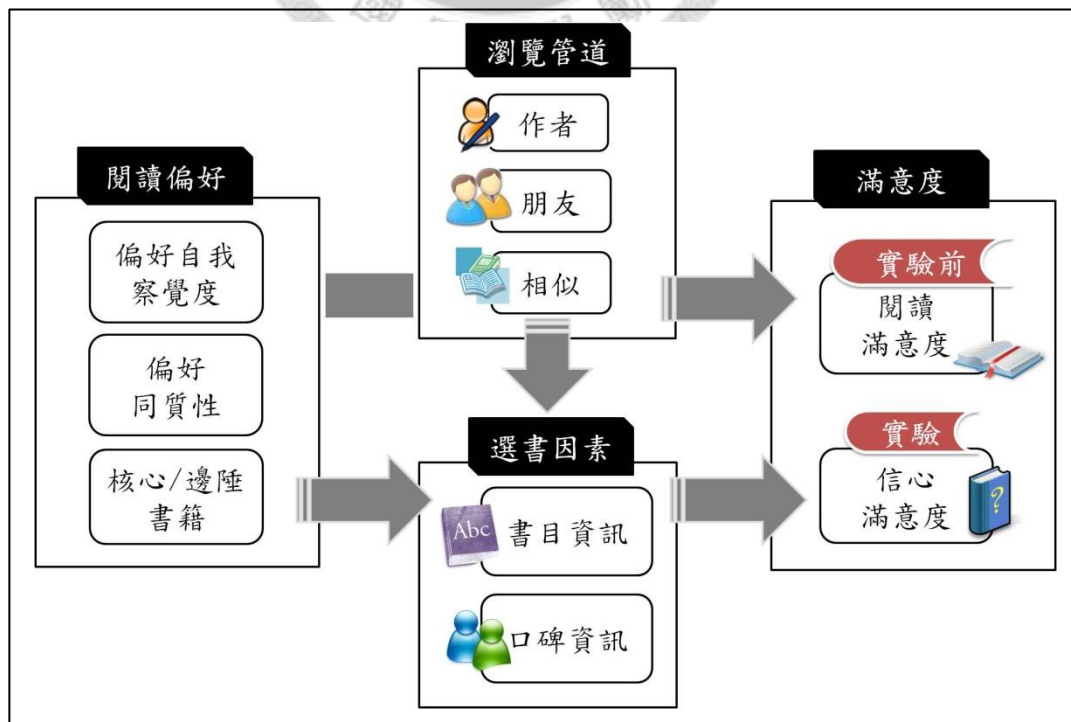 瀏覽管道
作者
朋友
相似
閱讀偏好
偏好自我
察覺度
偏好
同質性
核心/邊陲
書籍
選書因素
Abc
書目資訊
口碑資訊
滿意度
實驗前
閱讀
滿意度
實驗
信心
滿意度
?